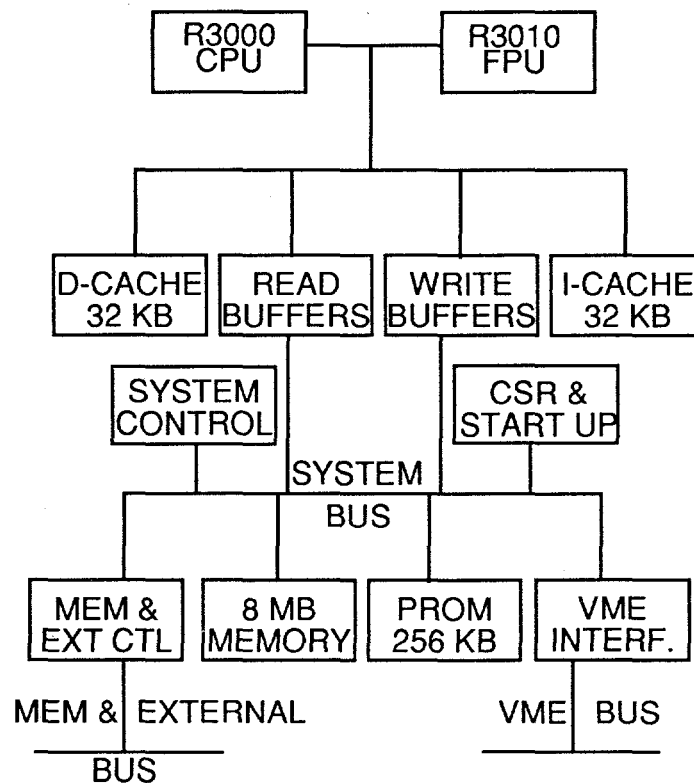 R3000
CPU
R3010
FPU
D-CACHE
32 KB
READ
BUFFERS
WRITE
BUFFERS
I-CACHE
32 KB
SYSTEM
CONTROL
CSR &
START UP
SYSTEM
BUS
MEM &
EXT CTL
8 MB
MEMORY
PROM
256 KB
VME
INTERF.
MEM & EXTERNAL
BUS
VME BUS